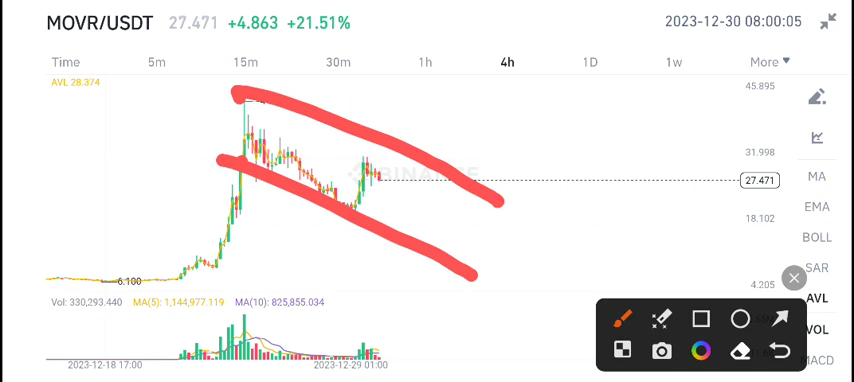 MOVR/USDT 27.471 +4.863 +21.51% 2023-12-30 08:00:05
Time 5m 15m 30m 1h 4h 1D 1w More
AVL 28.374
45.895
31.998
MA
BINANCE
27.471
EMA
18.102
BOLL
SAR
6.100
4.205
AVL
Vol: 330,293.440 MA(5): 1,144,977.119 MA(10): 825,855.034
VOL
MACD
2023-12-18 17:00 2023-12-29 01:00